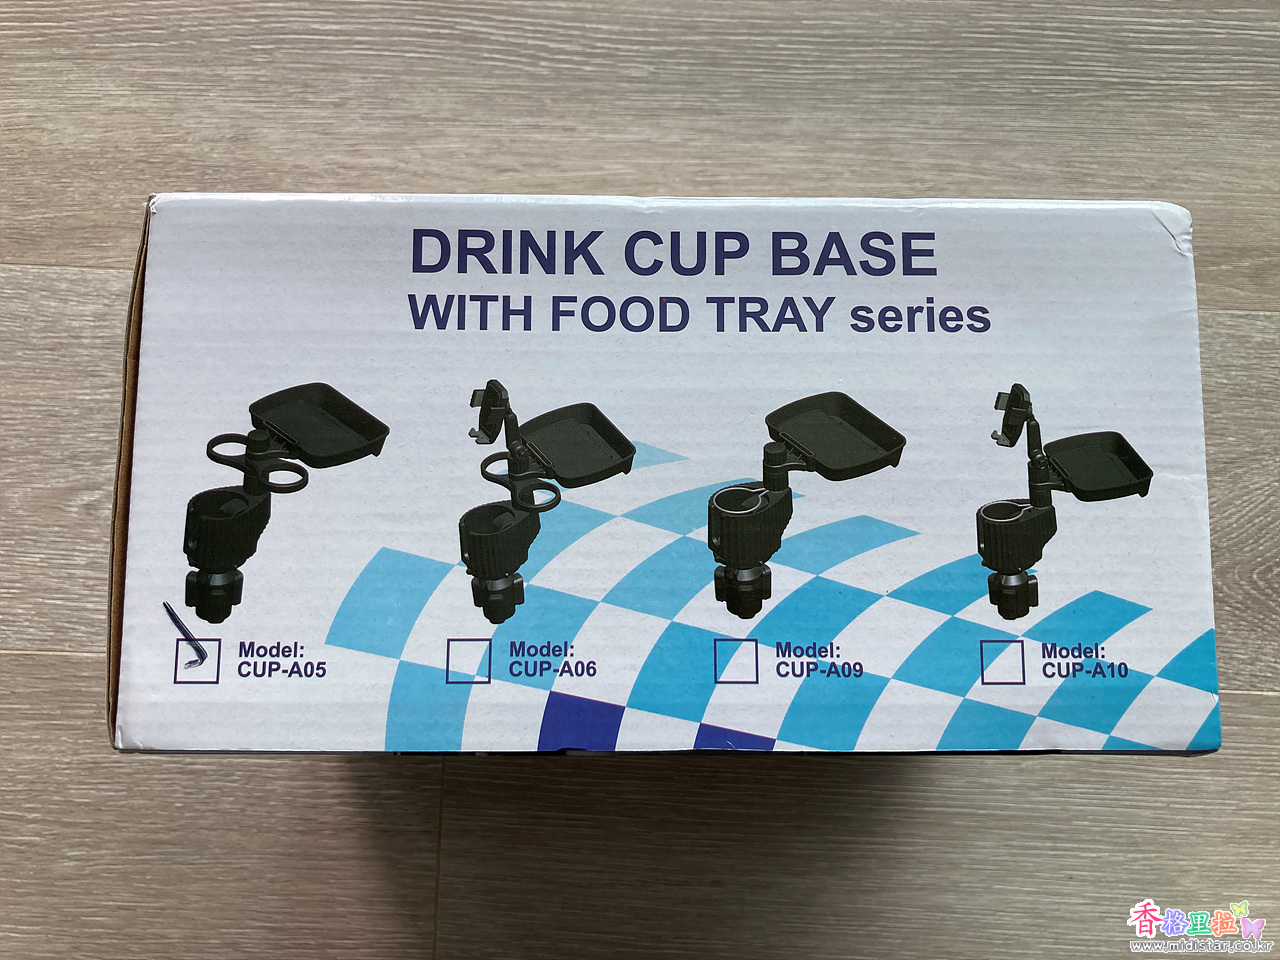 DRINK CUP BASE
WITH FOOD TRAY series
Model:
CUP-A05
Model:
CUP-A06
Model:
CUP-A09
Model:
CUP-A10
香格里拉
www.midistar.co.kr